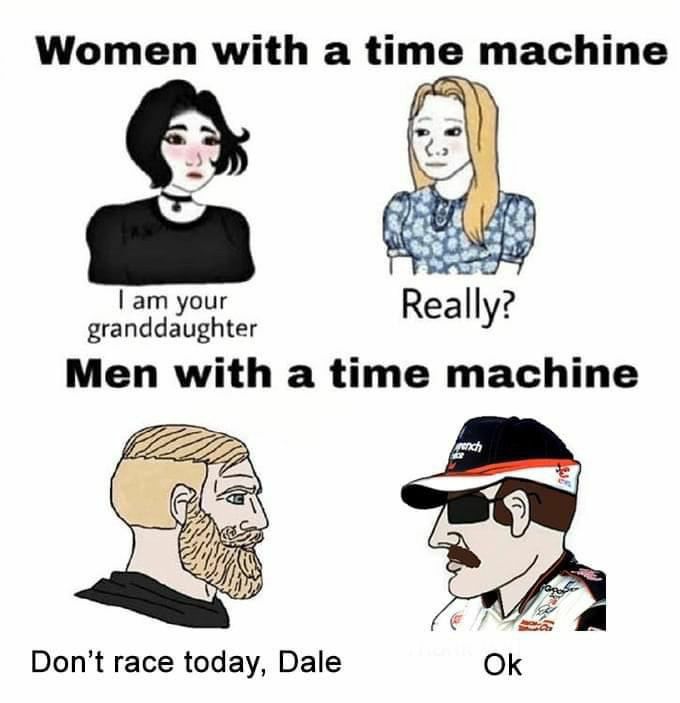 Women with a time machine
I am your
granddaughter
Really?
Men with a time machine
Don't race today, Dale
Ok